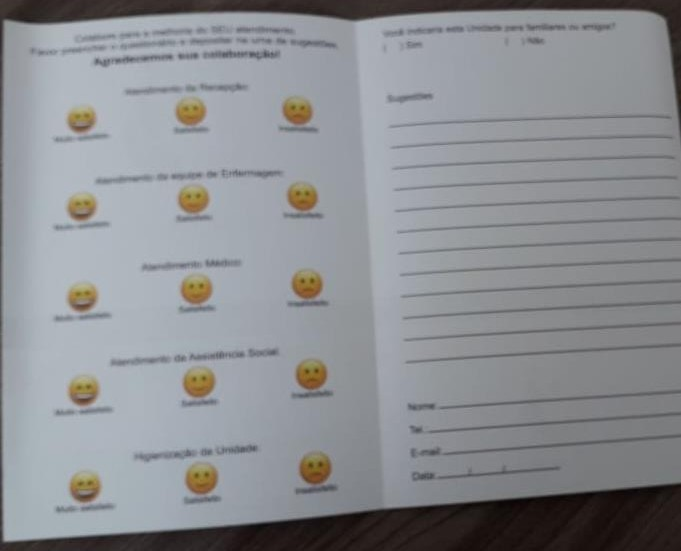 Colabore para a melhoria do SEU atendimento
Favor preencher o questionário e depositar na urna de sugestões
Agradecemos sua colaboração!
Atendimento da Recepção:
Muito satisfeito Satisfeito Insatisfeito
Atendimento da equipe de Enfermagem:
Muito satisfeito Satisfeito Insatisfeito
Atendimento Médico:
Muito satisfeito Satisfeito Insatisfeito
Atendimento da Assistência Social:
Muito satisfeito Satisfeito Insatisfeito
Higienização da Unidade:
Muito satisfeito Satisfeito Insatisfeito
Você indicaria esta Unidade para familiares ou amigos?
( ) Sim ( ) Não
Sugestões
Nome:
Tel.:
E-mail:
Data: / /